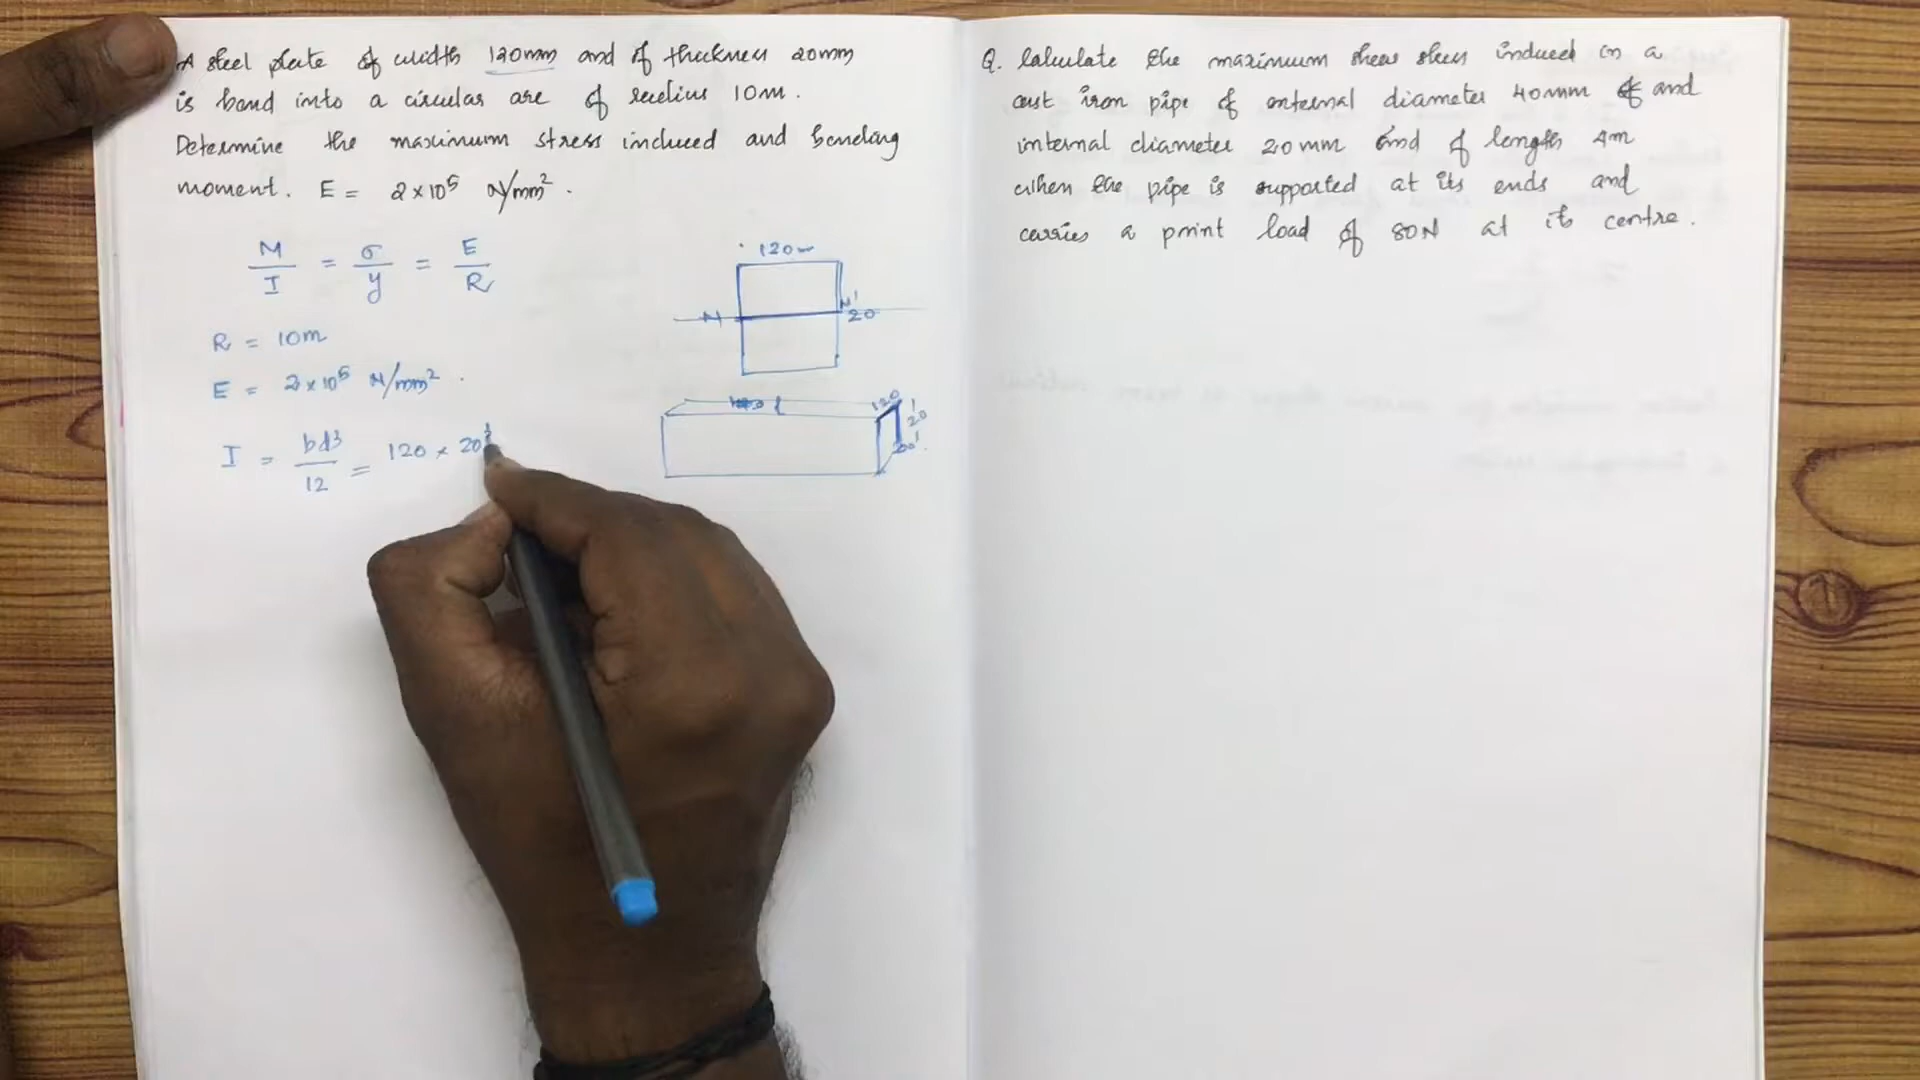 A steel plate of width 120mm and of thickness 20mm
is bend into a circular arc of radius 10m.
Determine the maximum stress induced and bending
moment. E = 2×10⁵ N/mm².
M/I = σ/y = E/R
R = 10m
E = 2×10⁵ N/mm².
I = bd³/12 = 120 × 20³
120
N N'
20
l 120
20
Q. Calculate the maximum shear stress induced in a
cast iron pipe of external diameter 40mm and
internal diameter 20mm and of length 4m
when the pipe is supported at its ends and
carries a point load of 80N at its centre.